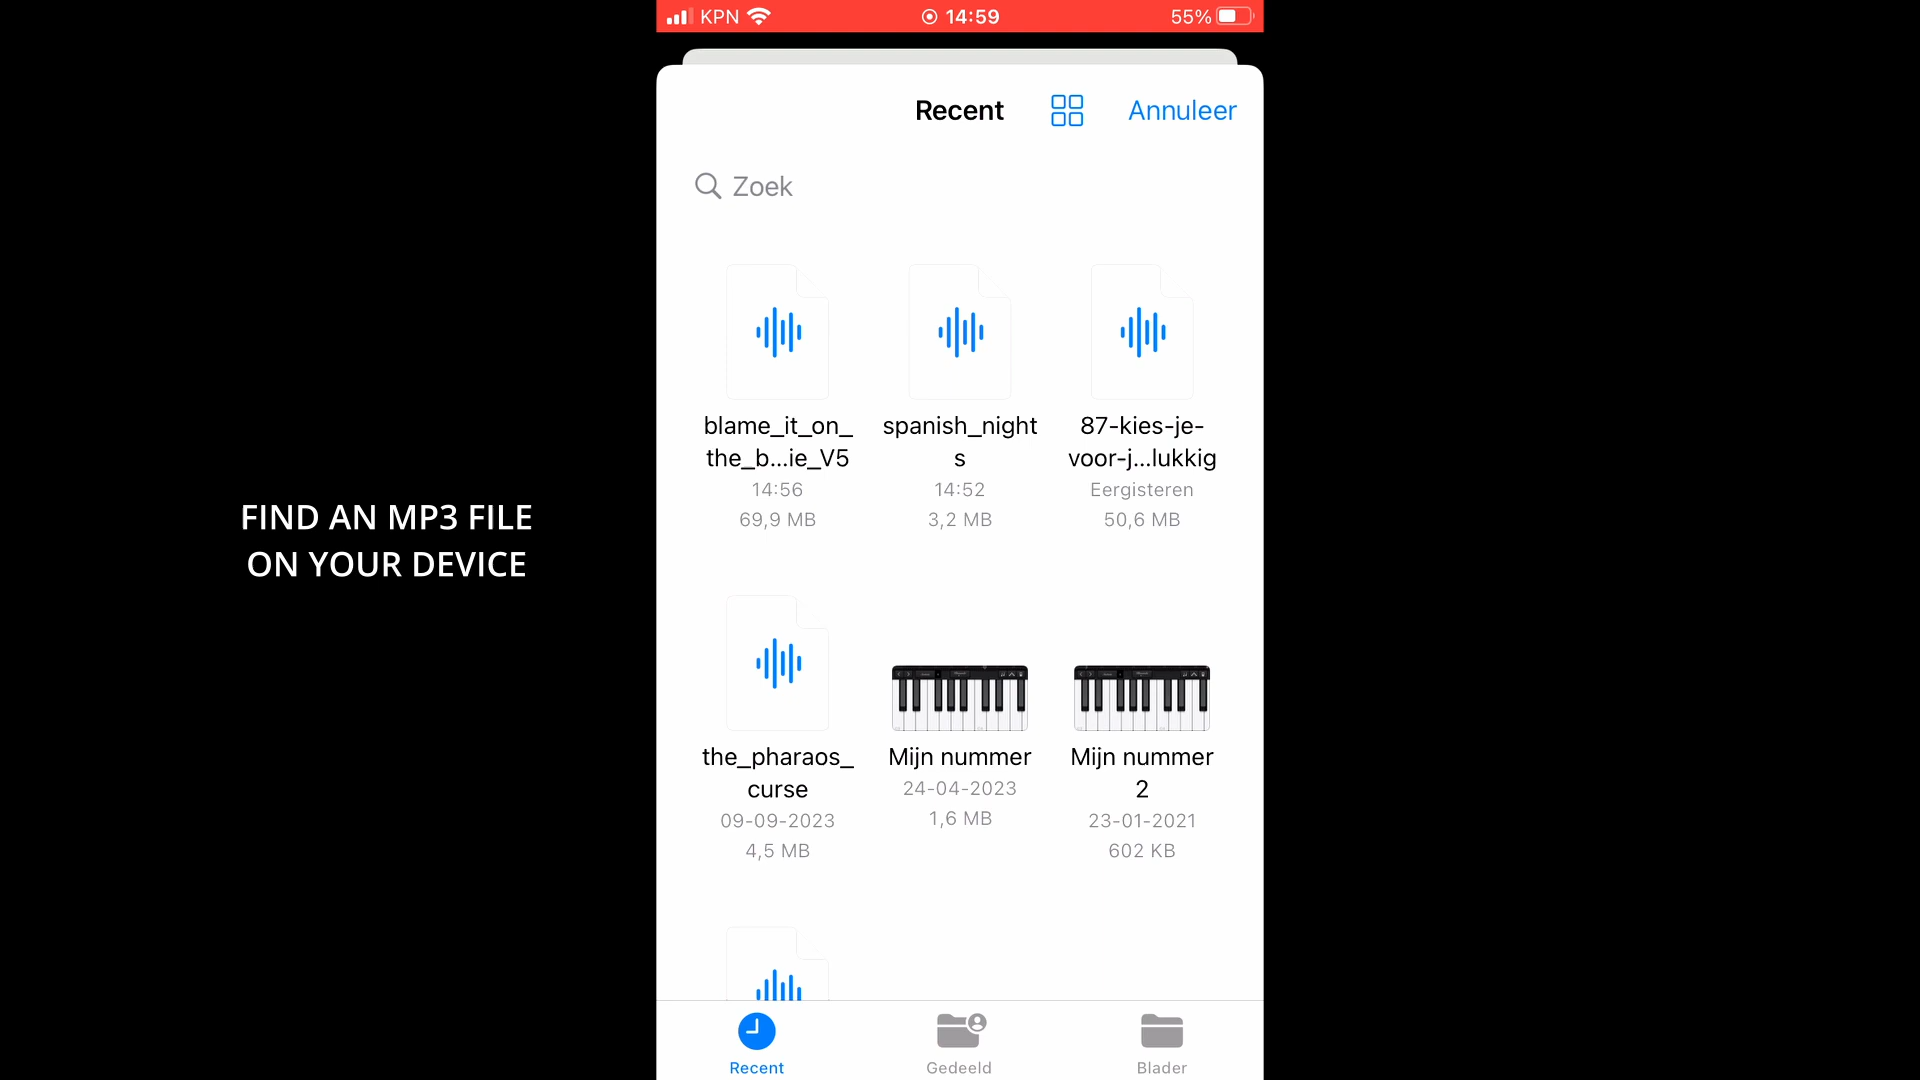 KPN 14:59 55%
Recent Annuleer
Zoek
blame_it_on_
the_b...ie_V5
14:56
69,9 MB
spanish_night
s
14:52
3,2 MB
87-kies-je-
voor-j...lukkig
Eergisteren
50,6 MB
FIND AN MP3 FILE
ON YOUR DEVICE
the_pharaos_
curse
09-09-2023
4,5 MB
Mijn nummer
24-04-2023
1,6 MB
Mijn nummer
2
23-01-2021
602 KB
Recent Gedeeld Blader